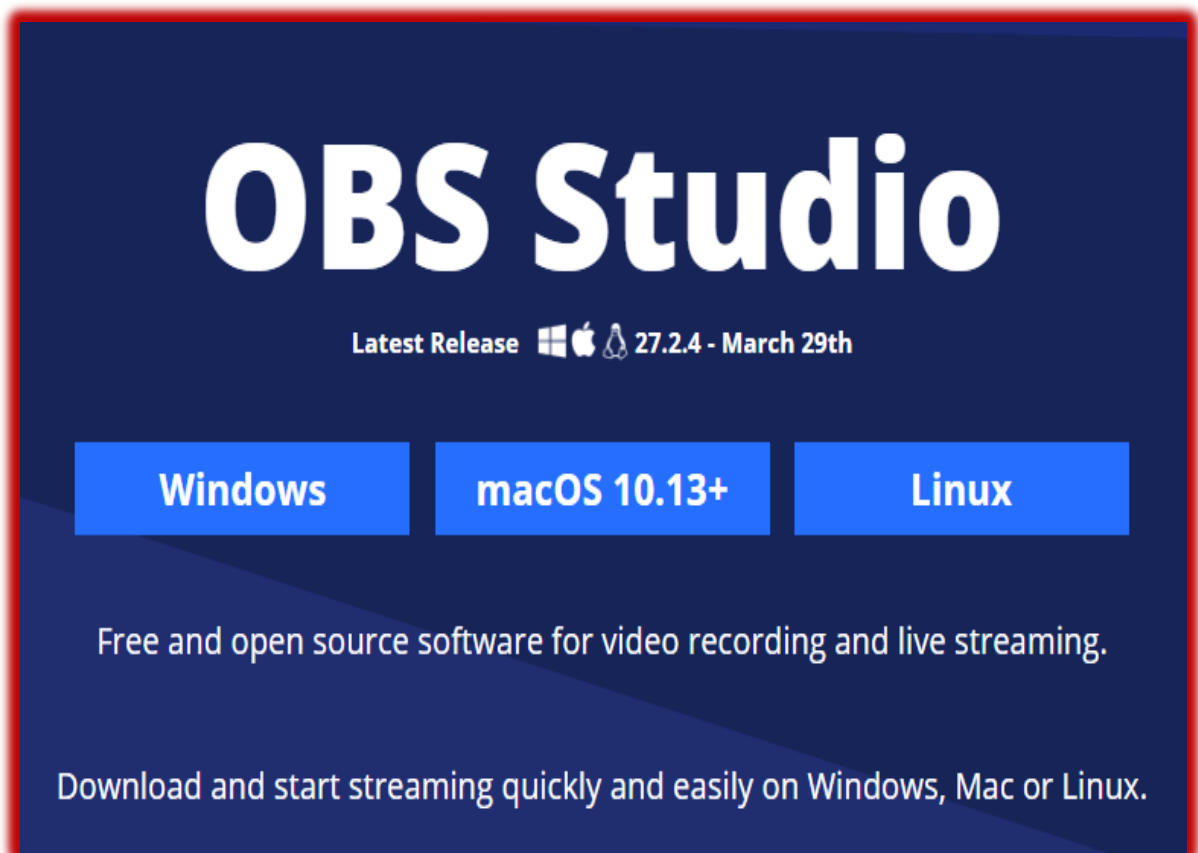 OBS Studio
Latest Release 27.2.4 - March 29th
Windows
macOS 10.13+
Linux
Free and open source software for video recording and live streaming.
Download and start streaming quickly and easily on Windows, Mac or Linux.